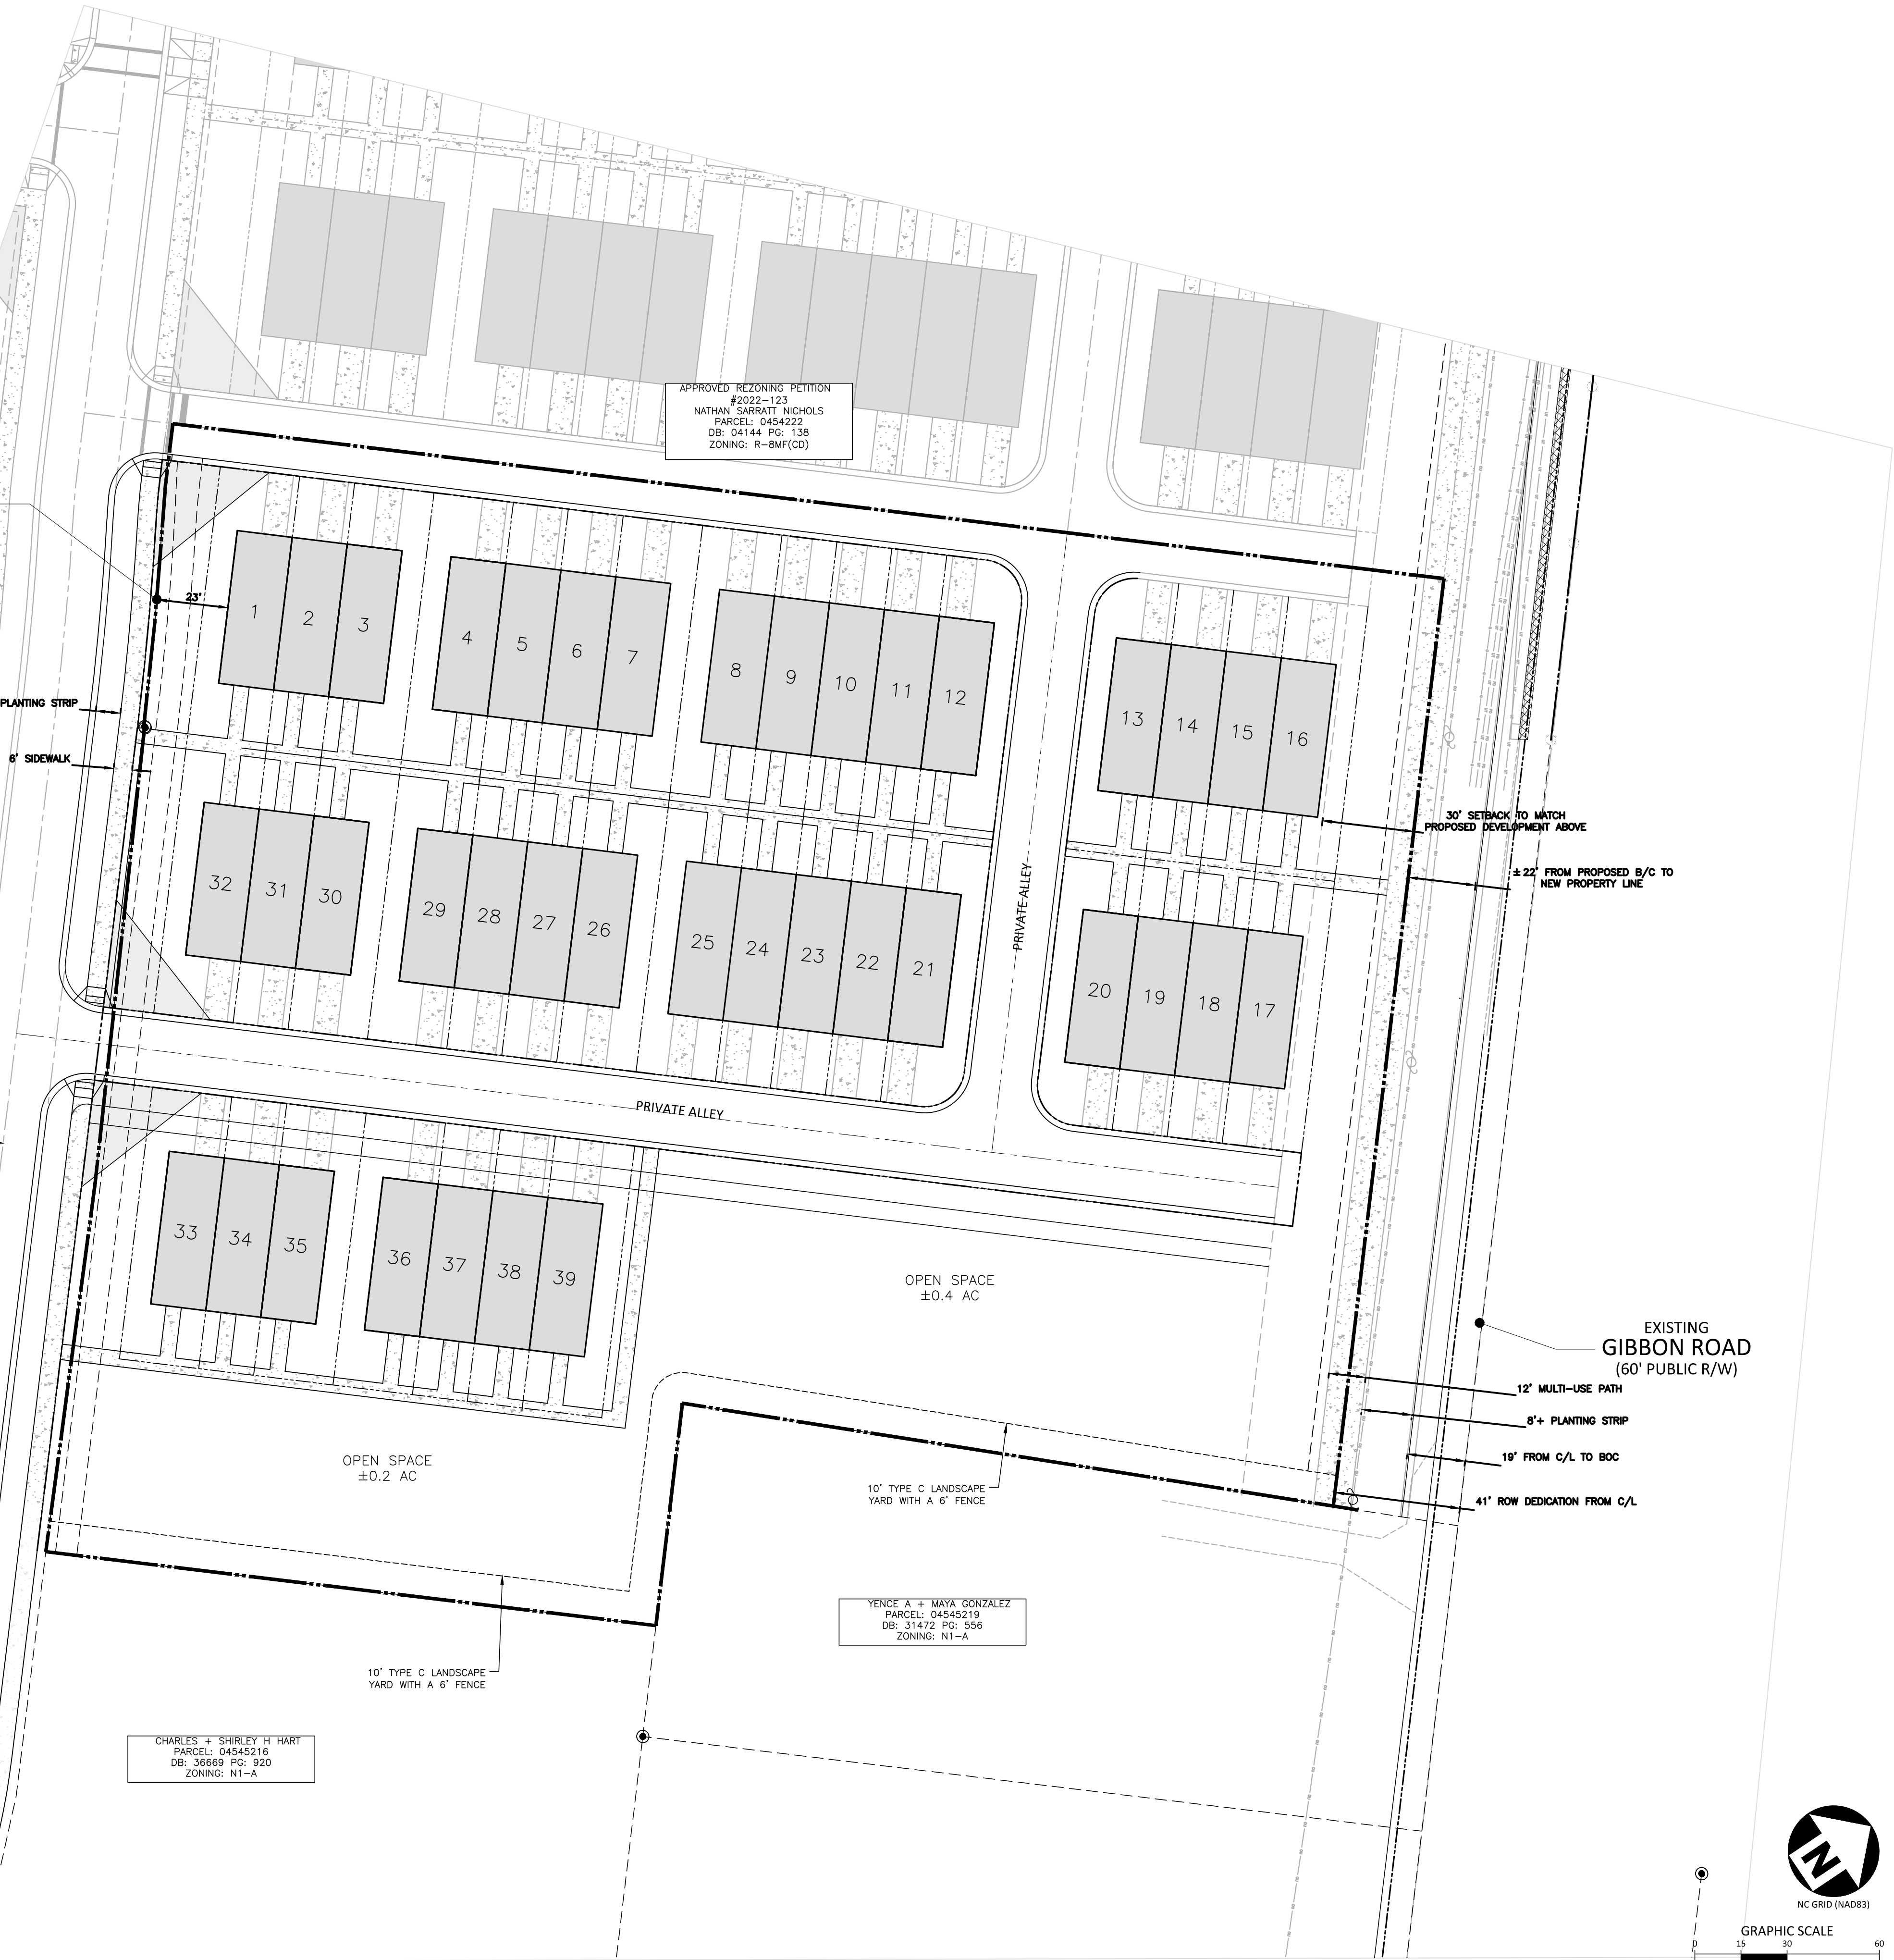 APPROVED REZONING PETITION
#2022-123
NATHAN SARRATT NICHOLS
PARCEL: 0454222
DB: 04144 PG: 138
ZONING: R-8MF(CD)
23'
1
2
3
4
5
6
7
8
9
10
11
12
13
14
15
16
PLANTING STRIP
6' SIDEWALK
30' SETBACK TO MATCH
PROPOSED DEVELOPMENT ABOVE
±22' FROM PROPOSED B/C TO
NEW PROPERTY LINE
32
31
30
29
28
27
26
25
24
23
22
21
PRIVATE ALLEY
20
19
18
17
PRIVATE ALLEY
33
34
35
36
37
38
39
OPEN SPACE
±0.4 AC
EXISTING
GIBBON ROAD
(60' PUBLIC R/W)
12' MULTI-USE PATH
8'+ PLANTING STRIP
19' FROM C/L TO BOC
41' ROW DEDICATION FROM C/L
OPEN SPACE
±0.2 AC
10' TYPE C LANDSCAPE
YARD WITH A 6' FENCE
YENCE A + MAYA GONZALEZ
PARCEL: 04545219
DB: 31472 PG: 556
ZONING: N1-A
10' TYPE C LANDSCAPE
YARD WITH A 6' FENCE
CHARLES + SHIRLEY H HART
PARCEL: 04545216
DB: 36669 PG: 920
ZONING: N1-A
N
NC GRID (NAD83)
GRAPHIC SCALE
0 15 30 60